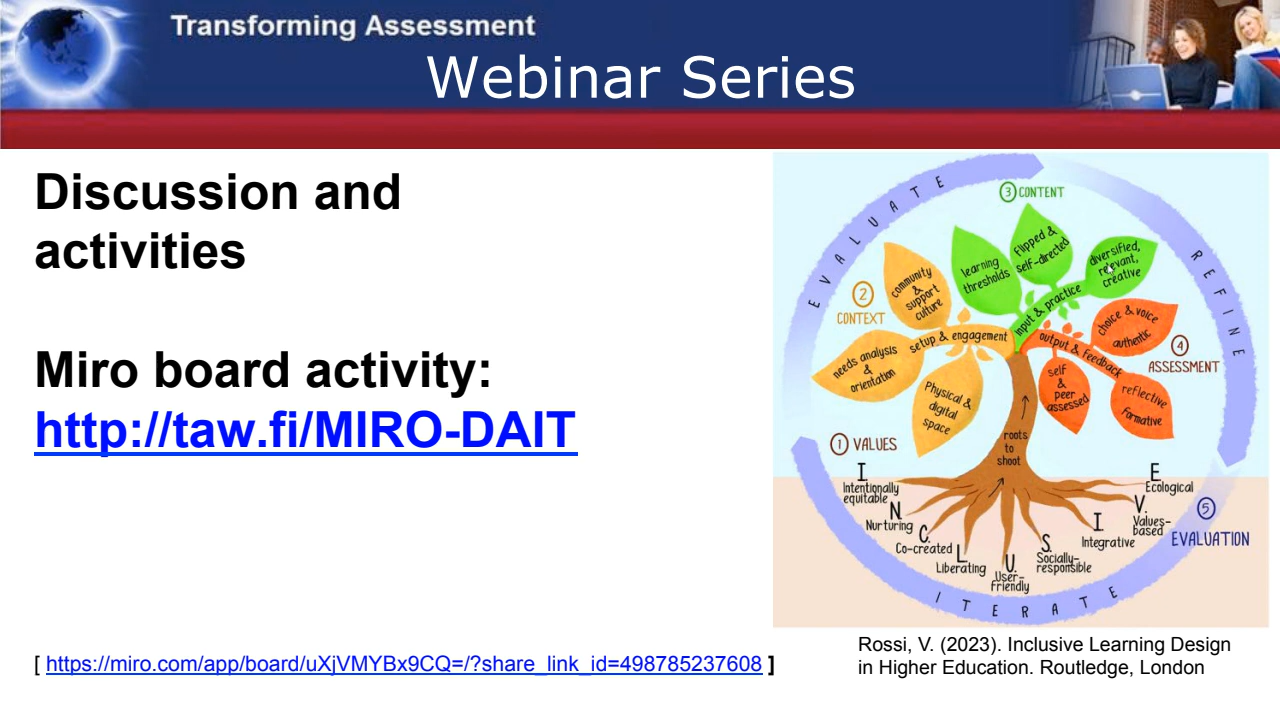 Transforming Assessment
Webinar Series
Discussion and
activities
Miro board activity:
http://taw.fi/MIRO-DAIT
[ https://miro.com/app/board/uXjVMYBx9CQ=/?share_link_id=498785237608 ]
EVALUATE
REFINE
ITERATE
3 CONTENT
learning
thresholds
Flipped &
self-directed
diversified,
relevant,
creative
input & practice
2
CONTEXT
community
&
support
culture
needs analysis
&
orientation
setup & engagement
Physical &
digital
space
choice & voice
authentic
output & feedback
4
ASSESSMENT
self
&
peer
assessed
reflective
formative
1 VALUES
roots
to
shoot
I.
Intentionally
equitable
N.
Nurturing
C.
Co-created
L.
Liberating
U.
User-
friendly
S.
Socially-
responsible
I.
Integrative
V.
Values-
based
E
Ecological
5
EVALUATION
Rossi, V. (2023). Inclusive Learning Design
in Higher Education. Routledge, London